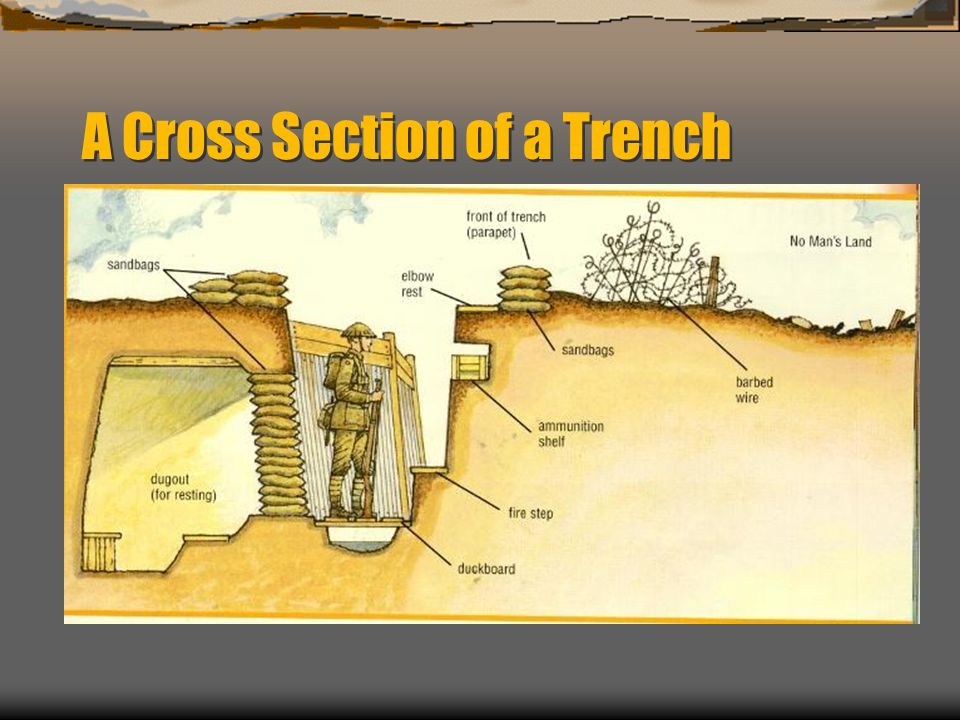 A Cross Section of a Trench
front of trench
(parapet)
No Man's Land
sandbags
elbow
rest
sandbags
barbed
wire
ammunition
shelf
dugout
(for resting)
fire step
duckboard